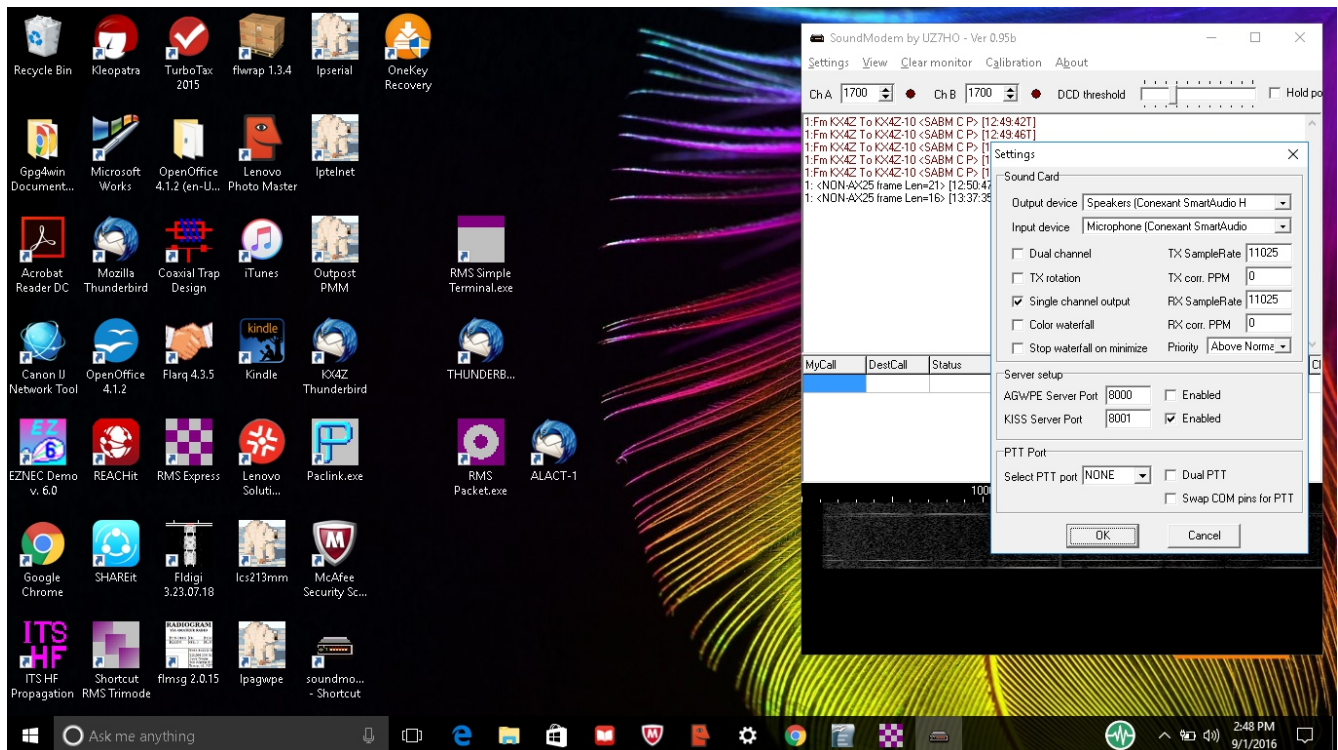 Recycle Bin
Kleopatra
TurboTax
2015
flwrap 1.3.4
Ipserial
OneKey
Recovery
Gpg4win
Document...
Microsoft
Works
OpenOffice
4.1.2 (en-U...
Lenovo
Photo Master
Iptelnet
Acrobat
Reader DC
Mozilla
Thunderbird
Coaxial Trap
Design
iTunes
Outpost
PMM
RMS Simple
Terminal.exe
Canon IJ
Network Tool
OpenOffice
4.1.2
Flarq 4.3.5
kindle
Kindle
KX4Z
Thunderbird
THUNDERB...
EZ
6
EZNEC Demo
v. 6.0
REACHit
RMS Express
Lenovo
Soluti...
Paclink.exe
RMS
Packet.exe
ALACT-1
Google
Chrome
SHAREit
Fldigi
3.23.07.18
Ics213mm
McAfee
Security Sc...
ITS
HF
ITS HF
Propagation
Shortcut
RMS Trimode
RADIOGRAM
flmsg 2.0.15
Ipagwpe
soundmo...
- Shortcut
SoundModem by UZ7HO - Ver 0.95b
Settings View Clear monitor Calibration About
Ch A 1700 Ch B 1700 DCD threshold Hold po
1:Fm KX4Z To KX4Z-10 <SABM C P> [12:49:42T]
1:Fm KX4Z To KX4Z-10 <SABM C P> [12:49:46T]
1:Fm KX4Z To KX4Z-10 <SABM C P> [1
1:Fm KX4Z To KX4Z-10 <SABM C P> [1
1:Fm KX4Z To KX4Z-10 <SABM C P> [1
1: <NON-AX25 frame Len=21> [12:50:47
1: <NON-AX25 frame Len=16> [13:37:35
MyCall DestCall Status Cl
100
Settings
Sound Card
Output device Speakers (Conexant SmartAudio H
Input device Microphone (Conexant SmartAudio
Dual channel TX SampleRate 11025
TX rotation TX corr. PPM 0
Single channel output RX SampleRate 11025
Color waterfall RX corr. PPM 0
Stop waterfall on minimize Priority Above Norma
Server setup
AGWPE Server Port 8000 Enabled
KISS Server Port 8001 Enabled
PTT Port
Select PTT port NONE Dual PTT
Swap COM pins for PTT
OK Cancel
Ask me anything
2:48 PM
9/1/2016